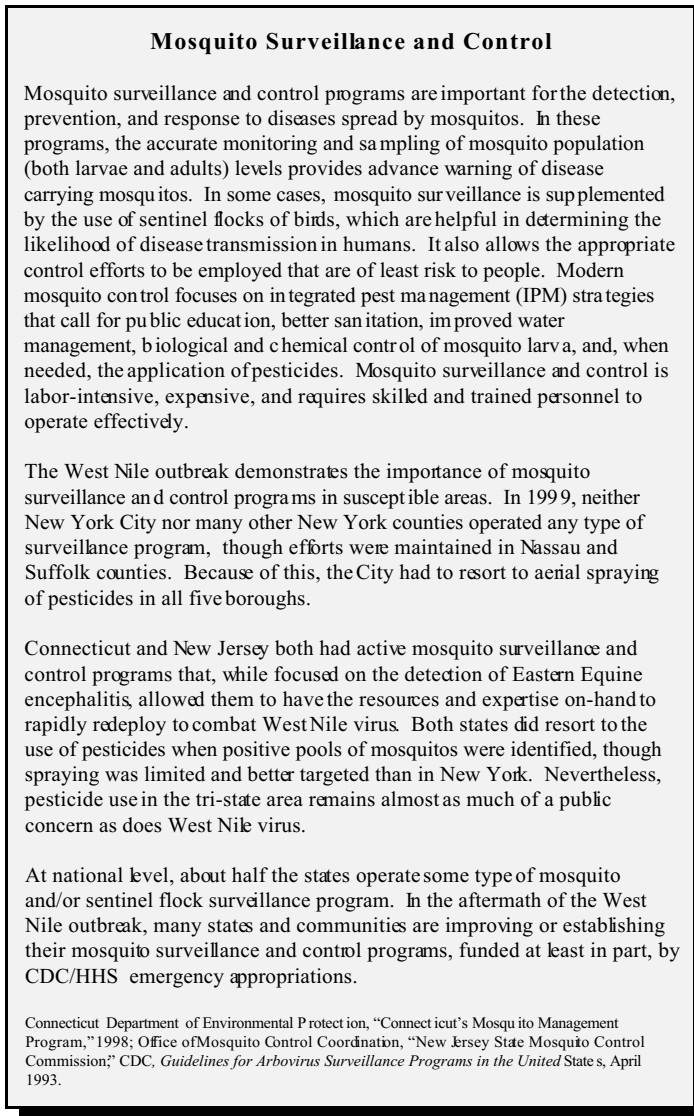 Mosquito Surveillance and Control
Mosquito surveillance and control programs are important for the detection,
prevention, and response to diseases spread by mosquitos. In these
programs, the accurate monitoring and sampling of mosquito population
(both larvae and adults) levels provides advance warning of disease
carrying mosquitos. In some cases, mosquito surveillance is supplemented
by the use of sentinel flocks of birds, which are helpful in determining the
likelihood of disease transmission in humans. It also allows the appropriate
control efforts to be employed that are of least risk to people. Modern
mosquito control focuses on integrated pest management (IPM) strategies
that call for public education, better sanitation, improved water
management, biological and chemical control of mosquito larva, and, when
needed, the application of pesticides. Mosquito surveillance and control is
labor-intensive, expensive, and requires skilled and trained personnel to
operate effectively.
The West Nile outbreak demonstrates the importance of mosquito
surveillance and control programs in susceptible areas. In 1999, neither
New York City nor many other New York counties operated any type of
surveillance program, though efforts were maintained in Nassau and
Suffolk counties. Because of this, the City had to resort to aerial spraying
of pesticides in all five boroughs.
Connecticut and New Jersey both had active mosquito surveillance and
control programs that, while focused on the detection of Eastern Equine
encephalitis, allowed them to have the resources and expertise on-hand to
rapidly redeploy to combat West Nile virus. Both states did resort to the
use of pesticides when positive pools of mosquitos were identified, though
spraying was limited and better targeted than in New York. Nevertheless,
pesticide use in the tri-state area remains almost as much of a public
concern as does West Nile virus.
At national level, about half the states operate some type of mosquito
and/or sentinel flock surveillance program. In the aftermath of the West
Nile outbreak, many states and communities are improving or establishing
their mosquito surveillance and control programs, funded at least in part, by
CDC/HHS emergency appropriations.
Connecticut Department of Environmental Protection, “Connecticut's Mosquito Management
Program,” 1998; Office of Mosquito Control Coordination, “New Jersey State Mosquito Control
Commission;” CDC, Guidelines for Arbovirus Surveillance Programs in the United States, April
1993.